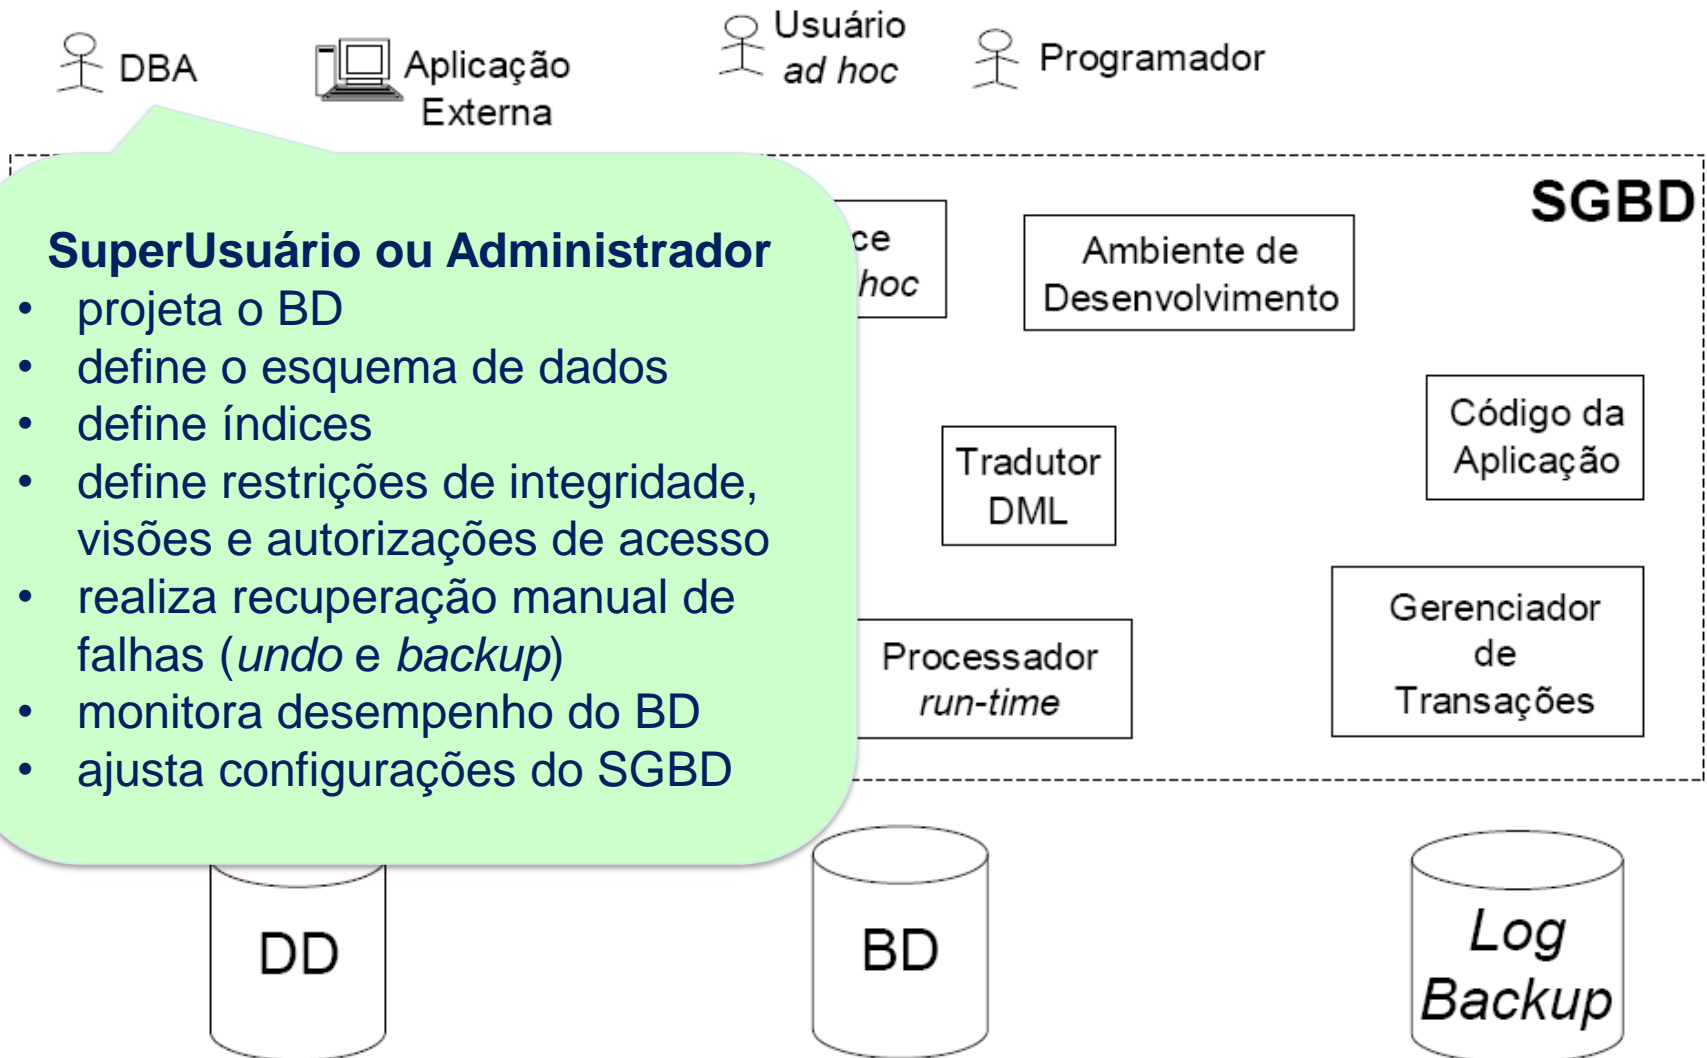 DBA
Aplicação
Externa
Usuário
ad hoc
Programador
SGBD
SuperUsuário ou Administrador
• projeta o BD
• define o esquema de dados
• define índices
• define restrições de integridade,
visões e autorizações de acesso
• realiza recuperação manual de
falhas (undo e backup)
• monitora desempenho do BD
• ajusta configurações do SGBD
ce
hoc
Ambiente de
Desenvolvimento
Tradutor
DML
Código da
Aplicação
Processador
run-time
Gerenciador
de
Transações
DD
BD
Log
Backup